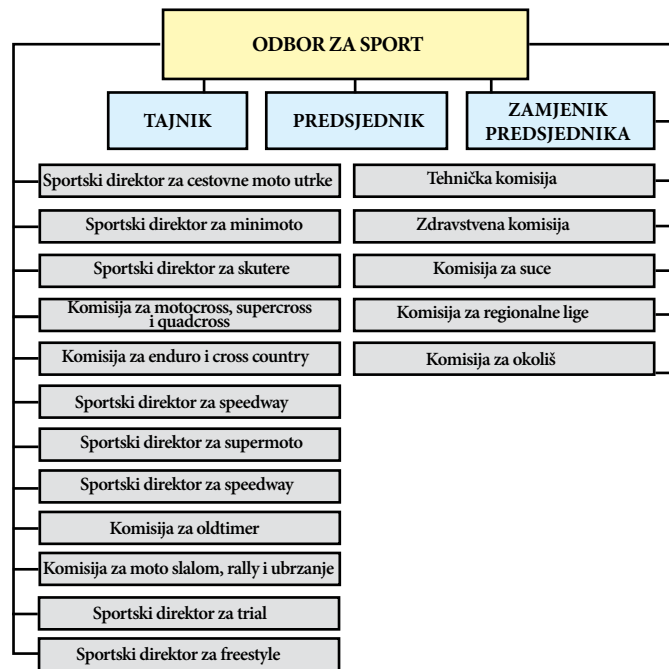 ODBOR ZA SPORT
TAJNIK
PREDSJEDNIK
ZAMJENIK
PREDSJEDNIKA
Sportski direktor za cestovne moto utrke
Sportski direktor za minimoto
Sportski direktor za skutere
Komisija za motocross, supercross
i quadcross
Komisija za enduro i cross country
Sportski direktor za speedway
Sportski direktor za supermoto
Sportski direktor za speedway
Komisija za oldtimer
Komisija za moto slalom, rally i ubrzanje
Sportski direktor za trial
Sportski direktor za freestyle
Tehnička komisija
Zdravstvena komisija
Komisija za suce
Komisija za regionalne lige
Komisija za okoliš